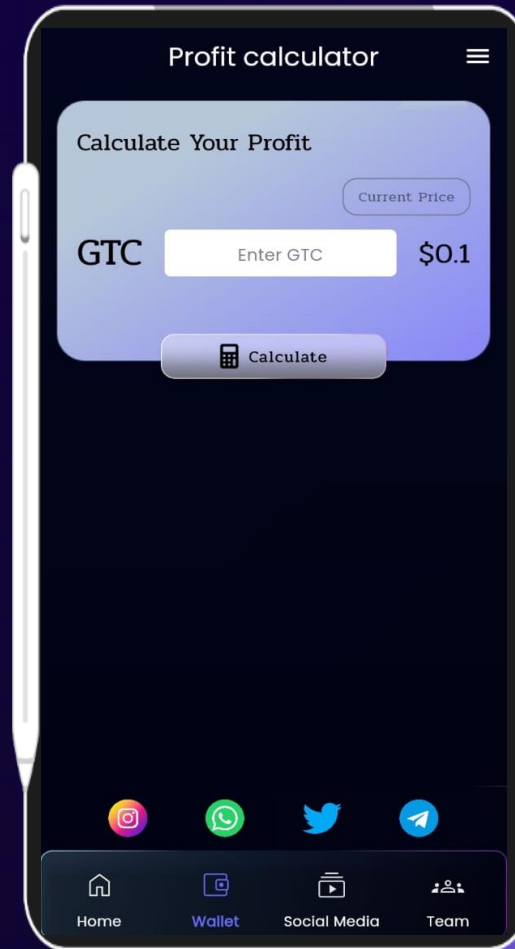 Profit calculator
Calculate Your Profit
Current Price
GTC
Enter GTC
$0.1
Calculate
Home
Wallet
Social Media
Team